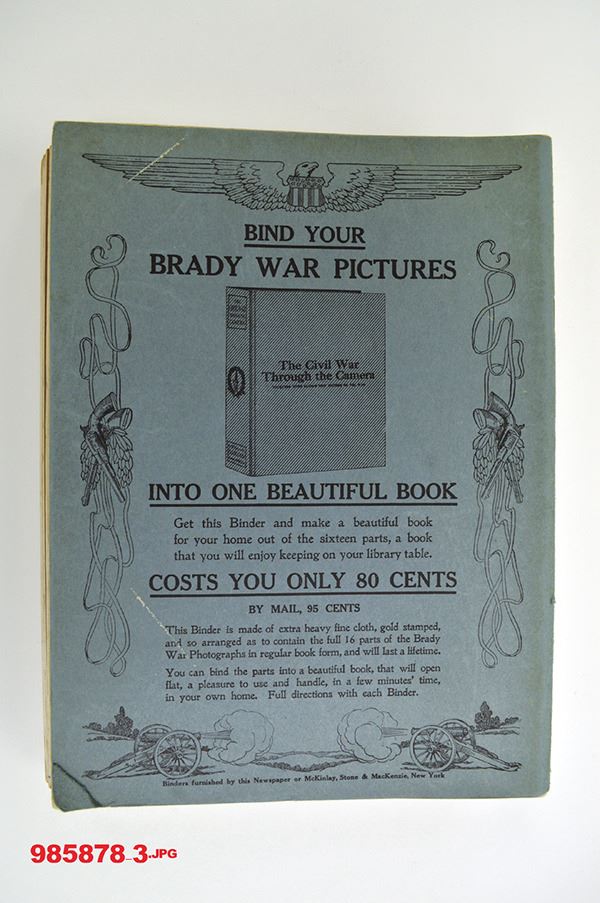 BIND YOUR
BRADY WAR PICTURES
The Civil War
Through the Camera
INTO ONE BEAUTIFUL BOOK
Get this Binder and make a beautiful book
for your home out of the sixteen parts, a book
that you will enjoy keeping on your library table.
COSTS YOU ONLY 80 CENTS
BY MAIL, 95 CENTS
This Binder is made of extra heavy fine cloth, gold stamped,
and so arranged as to contain the full 16 parts of the Brady
War Photographs in regular book form, and will last a lifetime.
You can bind the parts into a beautiful book, that will open
flat, a pleasure to use and handle, in a few minutes' time,
in your own home. Full directions with each Binder.
Binders furnished by this Newspaper or McKinlay, Stone & MacKenzie, New York
985878_3.JPG